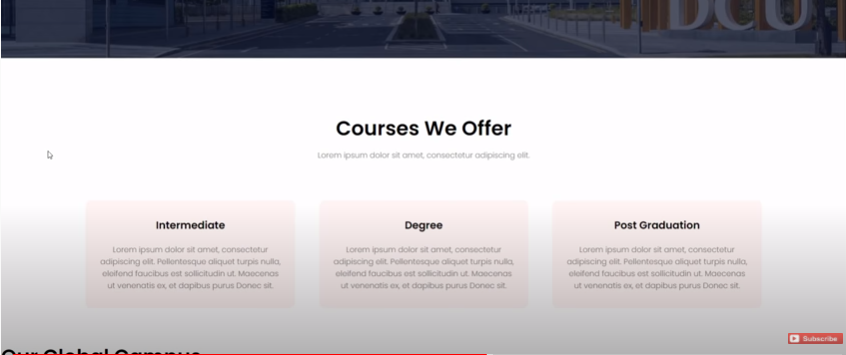 DCU
Courses We Offer
Lorem ipsum dolor sit amet, consectetur adipiscing elit.
Intermediate
Lorem ipsum dolor sit amet, consectetur
adipiscing elit. Pellentesque aliquet turpis nulla,
eleifend faucibus est sollicitudin ut. Maecenas
ut venenatis ex, et dapibus purus Donec sit.
Degree
Lorem ipsum dolor sit amet, consectetur
adipiscing elit. Pellentesque aliquet turpis nulla,
eleifend faucibus est sollicitudin ut. Maecenas
ut venenatis ex, et dapibus purus Donec sit.
Post Graduation
Lorem ipsum dolor sit amet, consectetur
adipiscing elit. Pellentesque aliquet turpis nulla,
eleifend faucibus est sollicitudin ut. Maecenas
ut venenatis ex, et dapibus purus Donec sit.
Subscribe
Our Global Campus